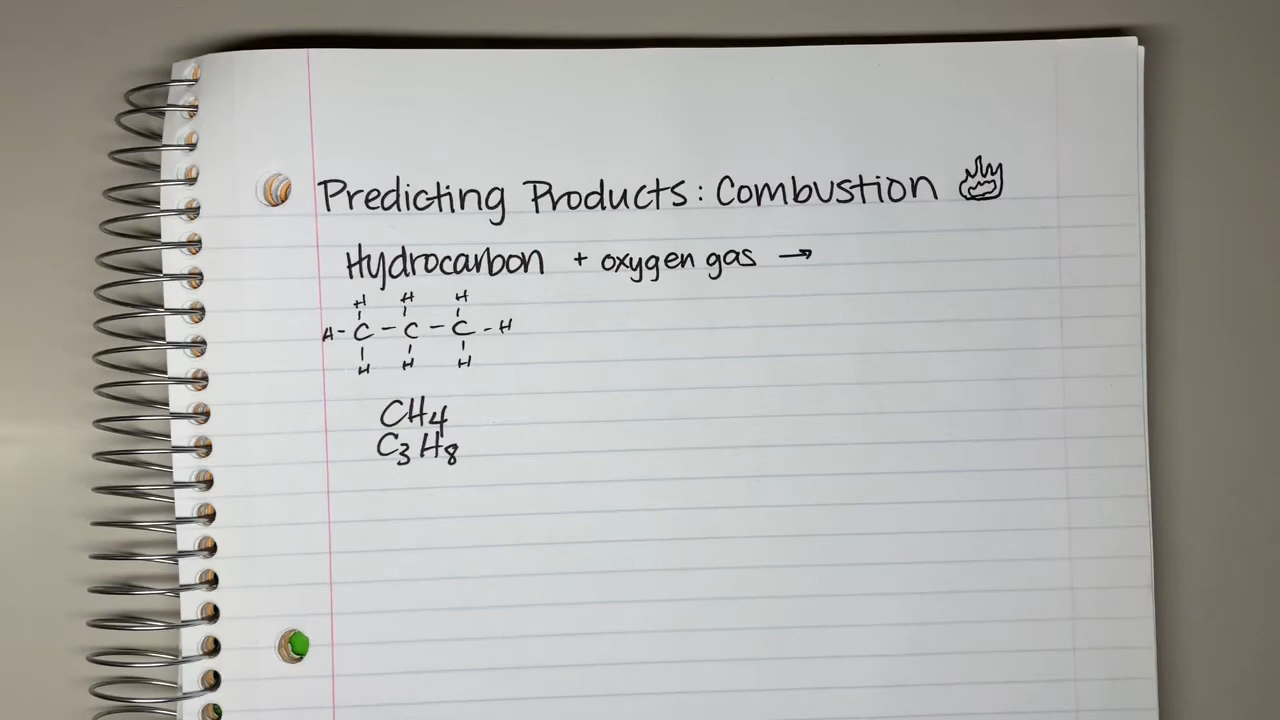 Predicting Products: Combustion
Hydrocarbon + oxygen gas →
H H H
H-C-C-C-H
H H H
CH₄
C₃H₈